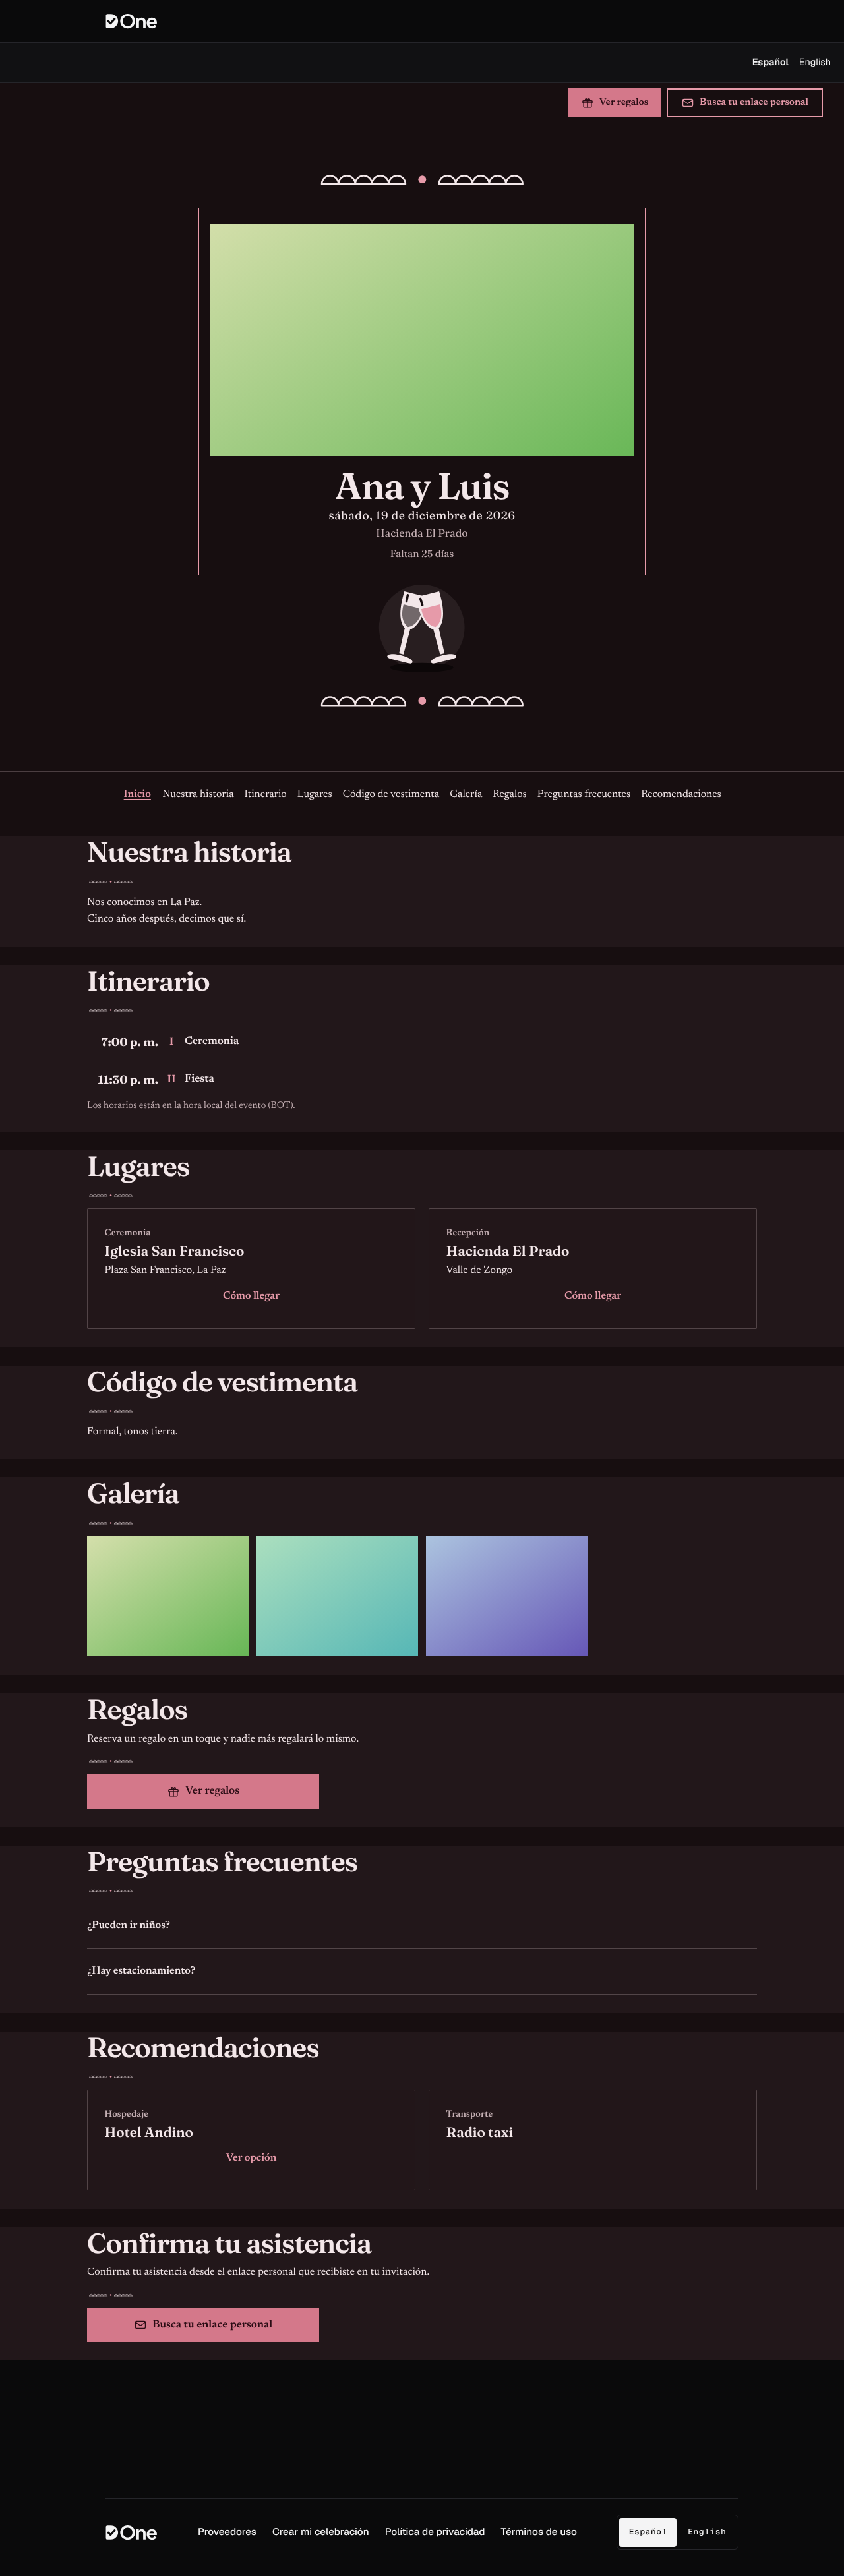 DOne
Español English
Ver regalos Busca tu enlace personal
Ana y Luis
sábado, 19 de diciembre de 2026
Hacienda El Prado
Faltan 25 días
Inicio Nuestra historia Itinerario Lugares Código de vestimenta Galería Regalos Preguntas frecuentes Recomendaciones
Nuestra historia
Nos conocimos en La Paz.
Cinco años después, decimos que sí.
Itinerario
7:00 p. m. I Ceremonia
11:30 p. m. II Fiesta
Los horarios están en la hora local del evento (BOT).
Lugares
Ceremonia
Iglesia San Francisco
Plaza San Francisco, La Paz
Cómo llegar
Recepción
Hacienda El Prado
Valle de Zongo
Cómo llegar
Código de vestimenta
Formal, tonos tierra.
Galería
Regalos
Reserva un regalo en un toque y nadie más regalará lo mismo.
Ver regalos
Preguntas frecuentes
¿Pueden ir niños?
¿Hay estacionamiento?
Recomendaciones
Hospedaje
Hotel Andino
Ver opción
Transporte
Radio taxi
Confirma tu asistencia
Confirma tu asistencia desde el enlace personal que recibiste en tu invitación.
Busca tu enlace personal
DOne Proveedores Crear mi celebración Política de privacidad Términos de uso Español English